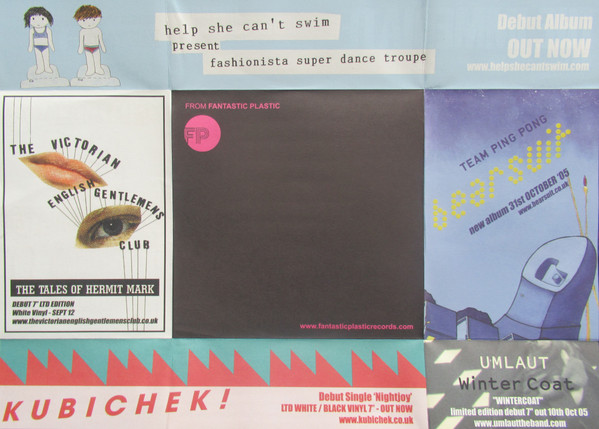 help she can't swim
present
fashionista super dance troupe
Debut Album
OUT NOW
www.helpshecantswim.com
THE VICTORIAN
ENGLISH GENTLEMENS
CLUB
THE TALES OF HERMIT MARK
DEBUT 7" LTD EDITION
White Vinyl - SEPT 12
www.thevictorianenglishgentlemensclub.co.uk
FROM FANTASTIC PLASTIC
FP
www.fantasticplasticrecords.com
TEAM PING PONG
bearsuit
new album 31st OCTOBER '05
www.bearsuit.co.uk
KUBICHEK!
Debut Single 'Nightjoy'
LTD WHITE / BLACK VINYL 7" - OUT NOW
www.kubichek.co.uk
UMLAUT
Winter Coat
"WINTERCOAT"
limited edition debut 7" out 10th Oct 05
www.umlauttheband.com